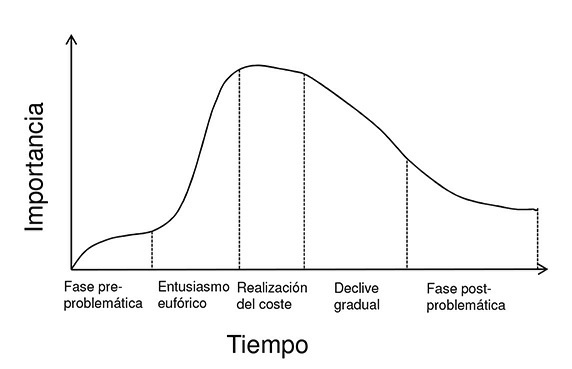 Importancia
Fase pre-
problemática
Entusiasmo
eufórico
Realización
del coste
Declive
gradual
Fase post-
problemática
Tiempo